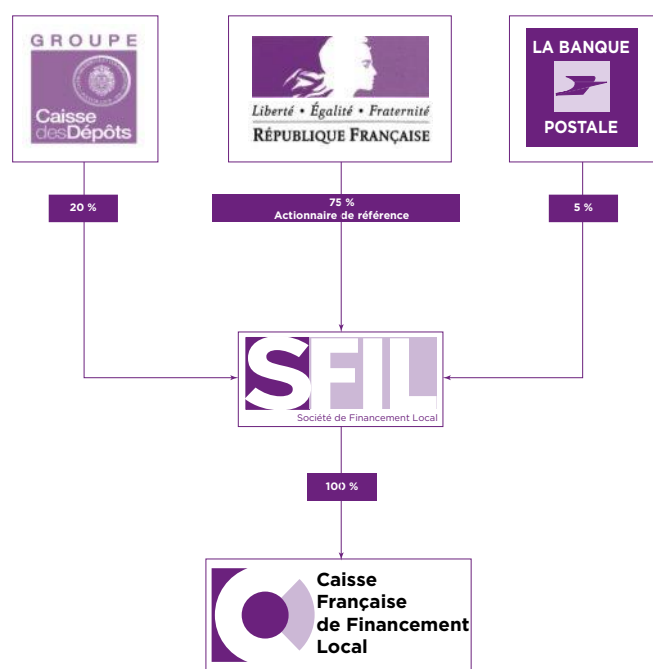 GROUPE
Caisse
desDépôts
Liberté • Égalité • Fraternité
RÉPUBLIQUE FRANÇAISE
LA BANQUE
POSTALE
20 %
75 %
Actionnaire de référence
5 %
SFIL
Société de Financement Local
100 %
Caisse
Française
de Financement
Local